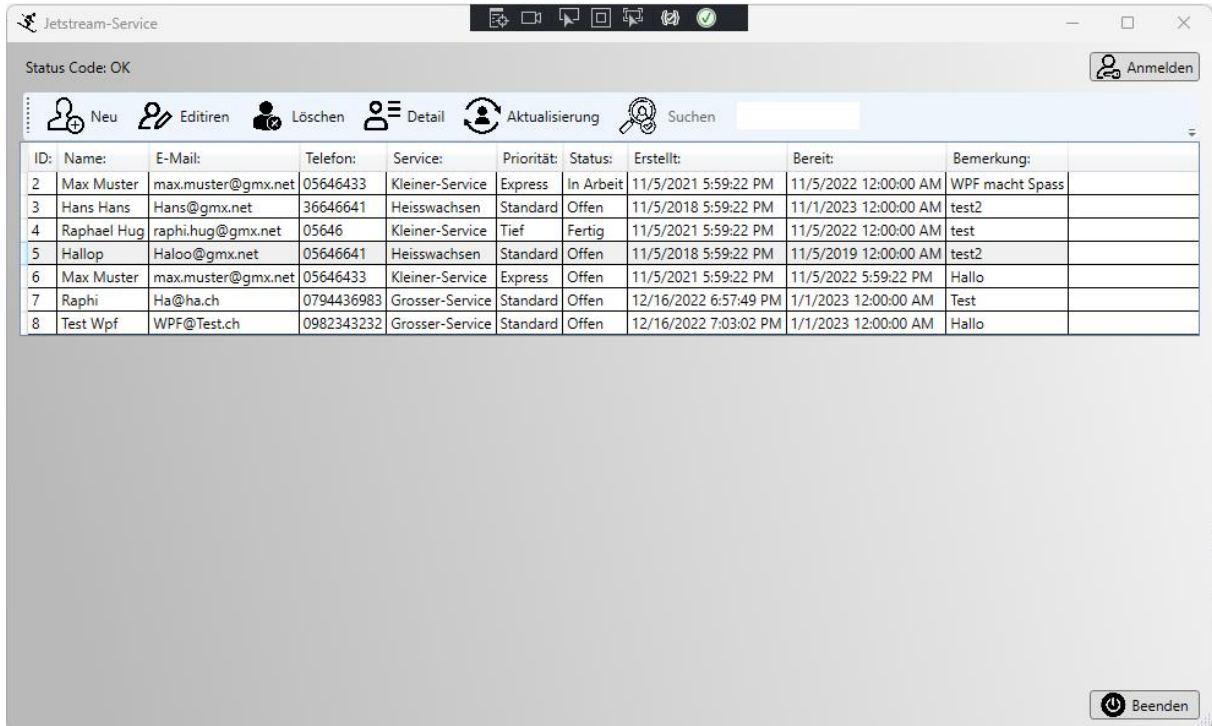 Jetstream-Service
Status Code: OK
Anmelden
Neu Editiren Löschen Detail Aktualisierung Suchen
ID: Name: E-Mail: Telefon: Service: Priorität: Status: Erstellt: Bereit: Bemerkung:
2 Max Muster max.muster@gmx.net 05646433 Kleiner-Service Express In Arbeit 11/5/2021 5:59:22 PM 11/5/2022 12:00:00 AM WPF macht Spass
3 Hans Hans Hans@gmx.net 36646641 Heisswachsen Standard Offen 11/5/2018 5:59:22 PM 11/1/2023 12:00:00 AM test2
4 Raphael Hug raphi.hug@gmx.net 05646 Kleiner-Service Tief Fertig 11/5/2021 5:59:22 PM 11/5/2022 12:00:00 AM test
5 Hallop Haloo@gmx.net 05646641 Heisswachsen Standard Offen 11/5/2018 5:59:22 PM 11/5/2019 12:00:00 AM test2
6 Max Muster max.muster@gmx.net 05646433 Kleiner-Service Express Offen 11/5/2021 5:59:22 PM 11/5/2022 5:59:22 PM Hallo
7 Raphi Ha@ha.ch 0794436983 Grosser-Service Standard Offen 12/16/2022 6:57:49 PM 1/1/2023 12:00:00 AM Test
8 Test Wpf WPF@Test.ch 0982343232 Grosser-Service Standard Offen 12/16/2022 7:03:02 PM 1/1/2023 12:00:00 AM Hallo
Beenden